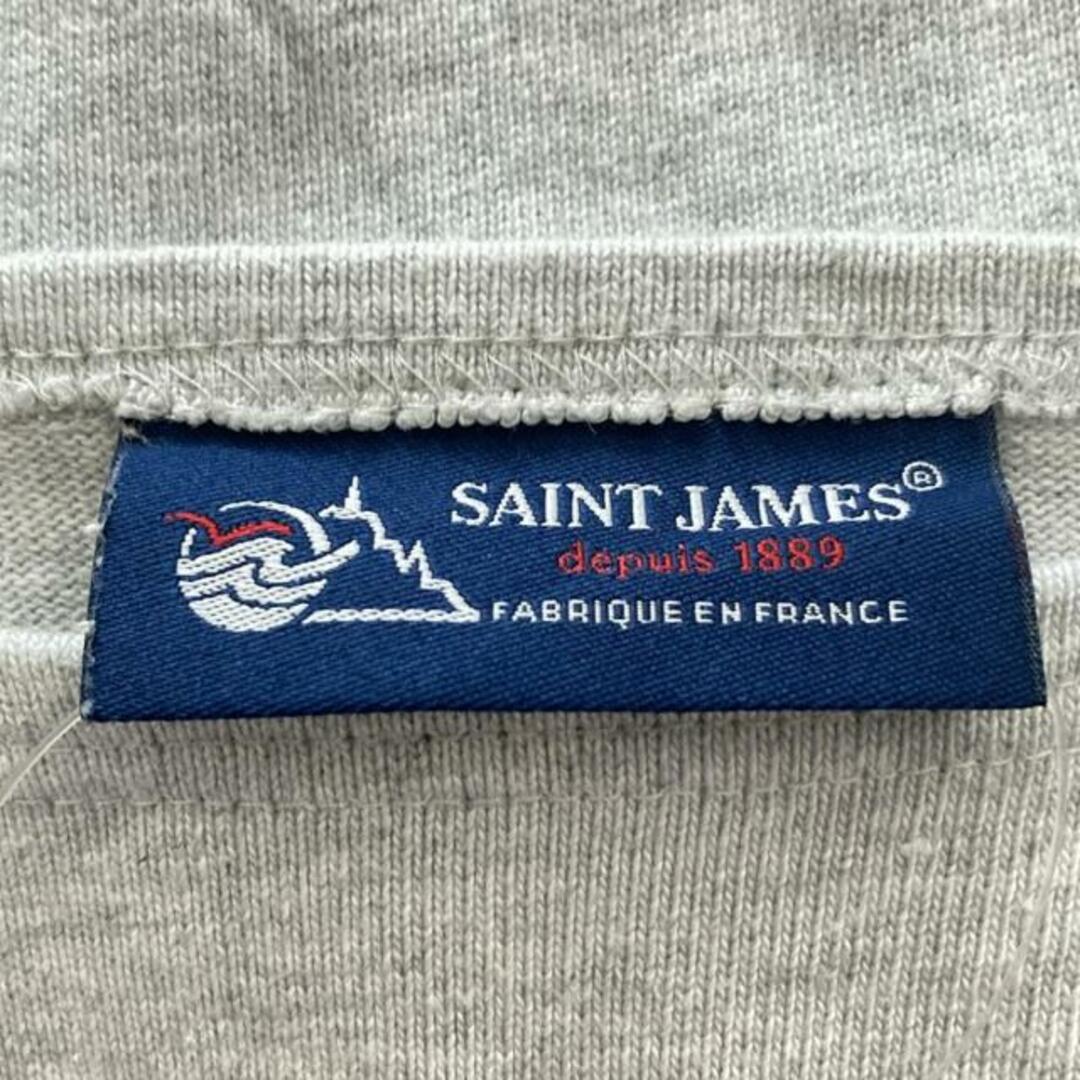 SAINT JAMES®
depuis 1889
FABRIQUE EN FRANCE